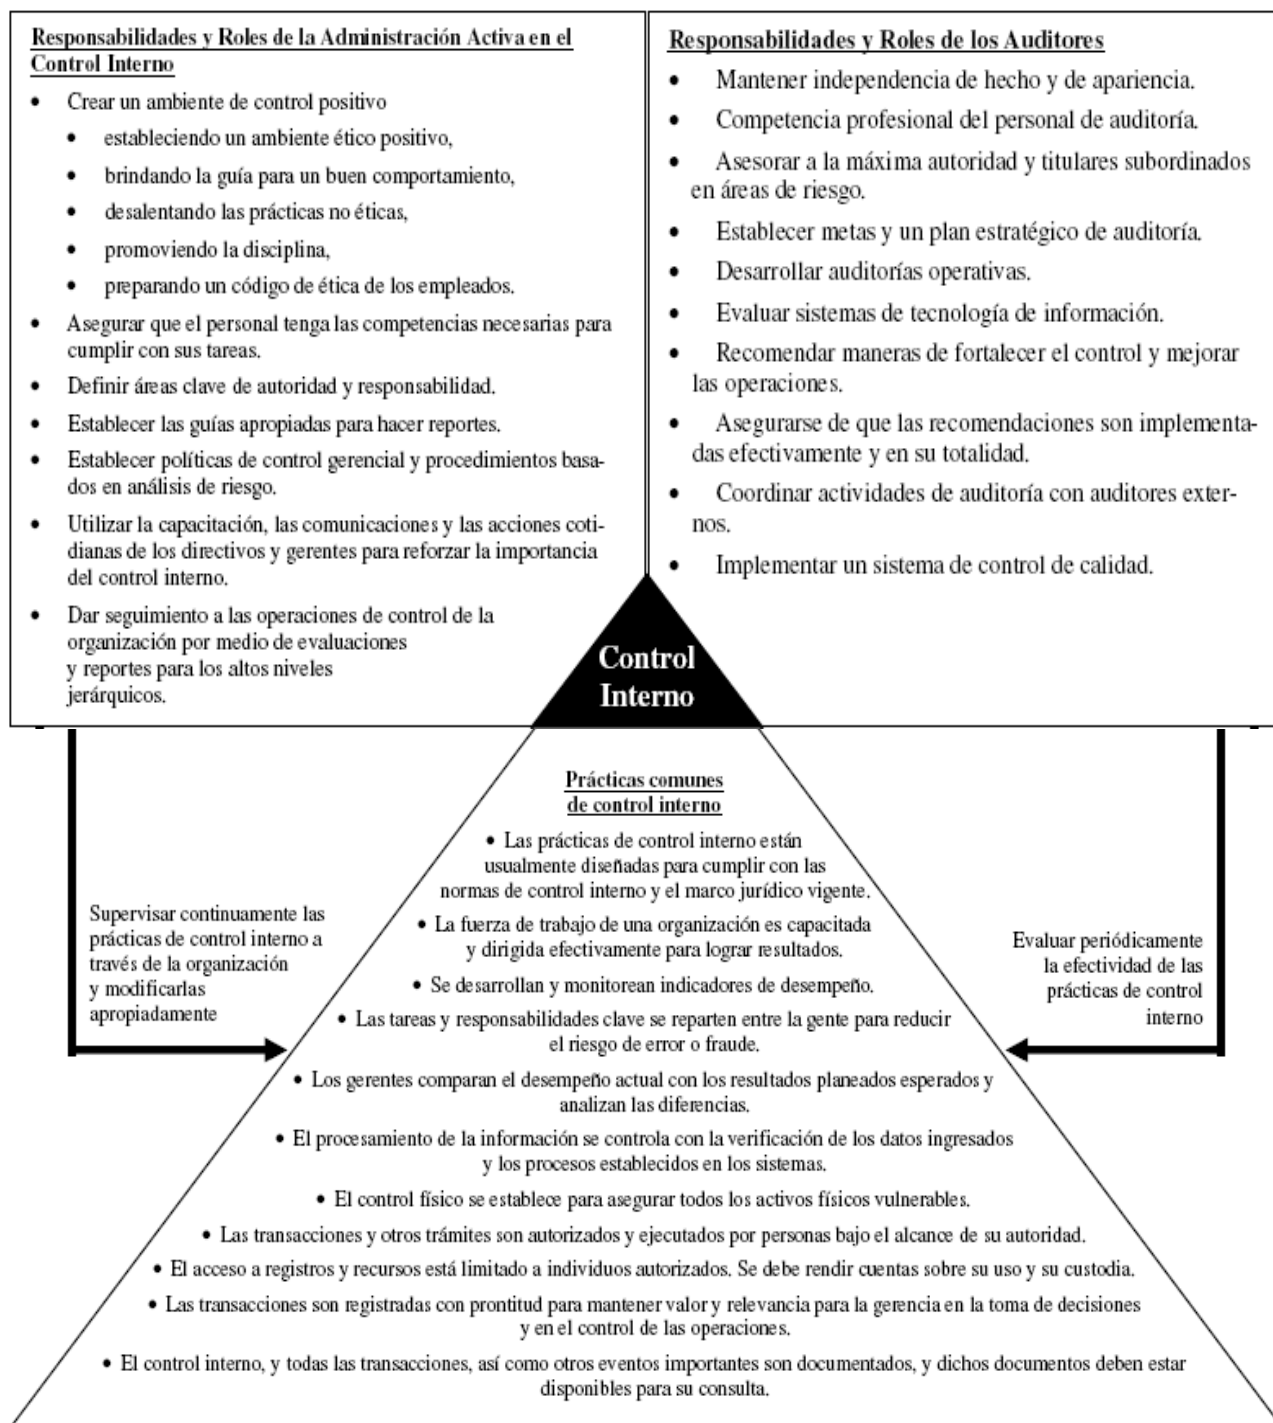 Responsabilidades y Roles de la Administración Activa en el
Control Interno
• Crear un ambiente de control positivo
• estableciendo un ambiente ético positivo,
• brindando la guía para un buen comportamiento,
• desalentando las prácticas no éticas,
• promoviendo la disciplina,
• preparando un código de ética de los empleados.
• Asegurar que el personal tenga las competencias necesarias para
cumplir con sus tareas.
• Definir áreas clave de autoridad y responsabilidad.
• Establecer las guías apropiadas para hacer reportes.
• Establecer políticas de control gerencial y procedimientos basa-
dos en análisis de riesgo.
• Utilizar la capacitación, las comunicaciones y las acciones coti-
dianas de los directivos y gerentes para reforzar la importancia
del control interno.
• Dar seguimiento a las operaciones de control de la
organización por medio de evaluaciones
y reportes para los altos niveles
jerárquicos.
Responsabilidades y Roles de los Auditores
• Mantener independencia de hecho y de apariencia.
• Competencia profesional del personal de auditoría.
• Asesorar a la máxima autoridad y titulares subordinados
en áreas de riesgo.
• Establecer metas y un plan estratégico de auditoría.
• Desarrollar auditorías operativas.
• Evaluar sistemas de tecnología de información.
• Recomendar maneras de fortalecer el control y mejorar
las operaciones.
• Asegurarse de que las recomendaciones son implementa-
das efectivamente y en su totalidad.
• Coordinar actividades de auditoría con auditores exter-
nos.
• Implementar un sistema de control de calidad.
Control
Interno
Prácticas comunes
de control interno
• Las prácticas de control interno están
usualmente diseñadas para cumplir con las
normas de control interno y el marco jurídico vigente.
• La fuerza de trabajo de una organización es capacitada
y dirigida efectivamente para lograr resultados.
• Se desarrollan y monitorean indicadores de desempeño.
• Las tareas y responsabilidades clave se reparten entre la gente para reducir
el riesgo de error o fraude.
• Los gerentes comparan el desempeño actual con los resultados planeados esperados y
analizan las diferencias.
• El procesamiento de la información se controla con la verificación de los datos ingresados
y los procesos establecidos en los sistemas.
• El control físico se establece para asegurar todos los activos físicos vulnerables.
• Las transacciones y otros trámites son autorizados y ejecutados por personas bajo el alcance de su autoridad.
• El acceso a registros y recursos está limitado a individuos autorizados. Se debe rendir cuentas sobre su uso y su custodia.
• Las transacciones son registradas con prontitud para mantener valor y relevancia para la gerencia en la toma de decisiones
y en el control de las operaciones.
• El control interno, y todas las transacciones, así como otros eventos importantes son documentados, y dichos documentos deben estar
disponibles para su consulta.
Supervisar continuamente las
prácticas de control interno a
través de la organización
y modificarlas
apropiadamente
Evaluar periódicamente
la efectividad de las
prácticas de control
interno